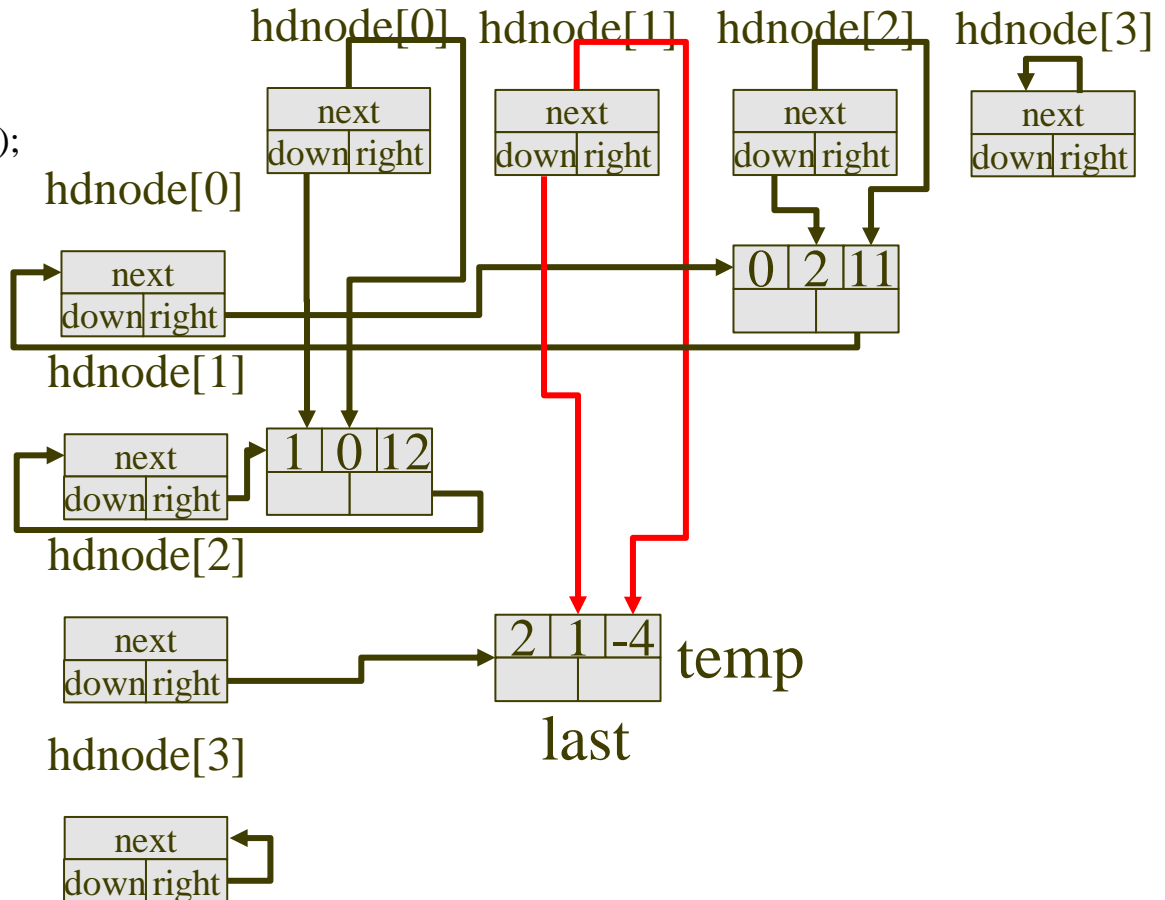 hdnode[0] hdnode[1] hdnode[2] hdnode[3]
next next next next
down right down right down right down right
);
hdnode[0]
next
down right
0 2 11
hdnode[1]
next
down right
1 0 12
hdnode[2]
next
down right
2 1 -4
temp
last
hdnode[3]
next
down right